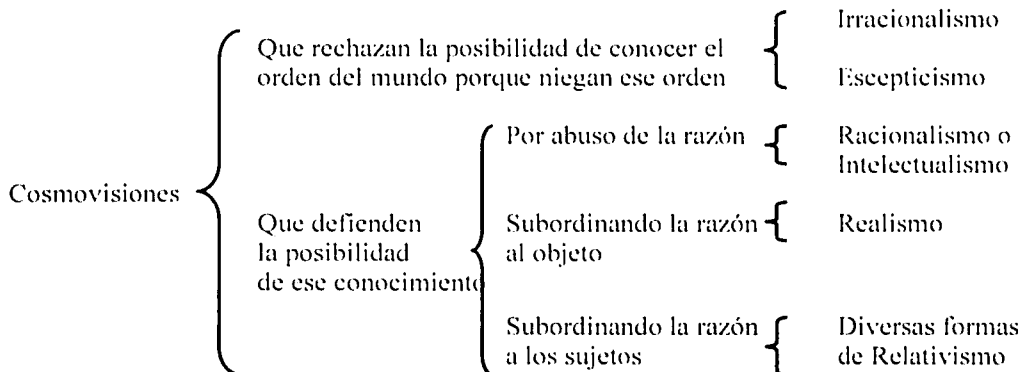 Cosmovisiones
Que rechazan la posibilidad de conocer el
orden del mundo porque niegan ese orden
Irracionalismo
Escepticismo
Que defienden
la posibilidad
de ese conocimiento
Por abuso de la razón
Racionalismo o
Intelectualismo
Subordinando la razón
al objeto
Realismo
Subordinando la razón
a los sujetos
Diversas formas
de Relativismo